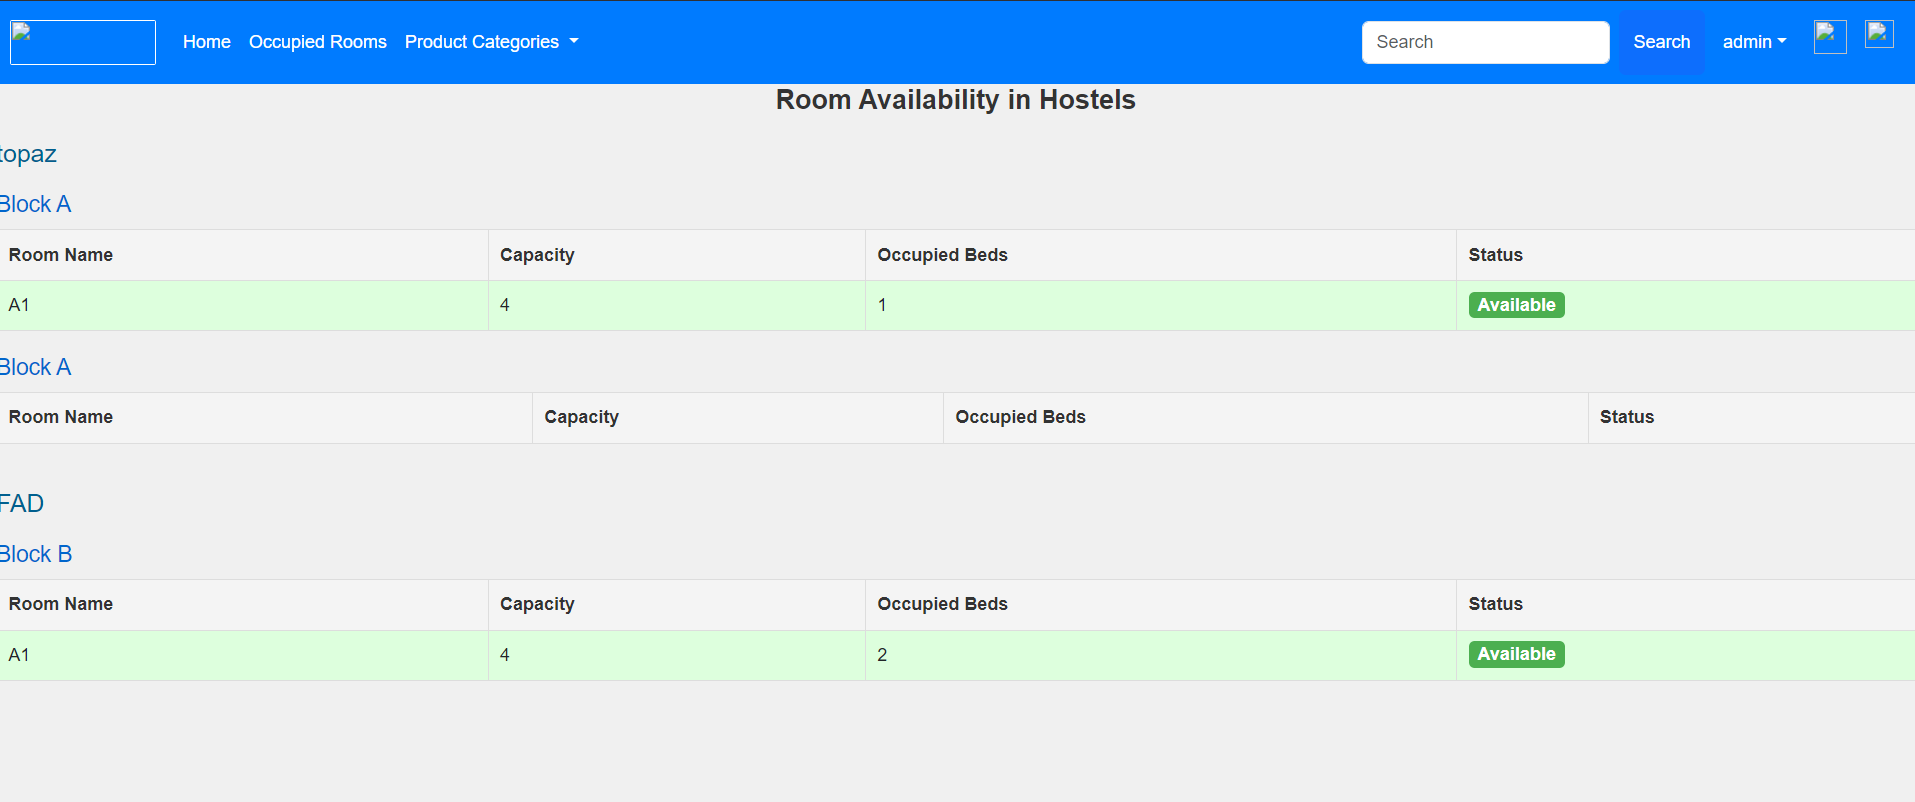 Home Occupied Rooms Product Categories Search Search admin
Room Availability in Hostels
topaz
Block A
Room Name Capacity Occupied Beds Status
A1 4 1 Available
Block A
Room Name Capacity Occupied Beds Status
FAD
Block B
Room Name Capacity Occupied Beds Status
A1 4 2 Available